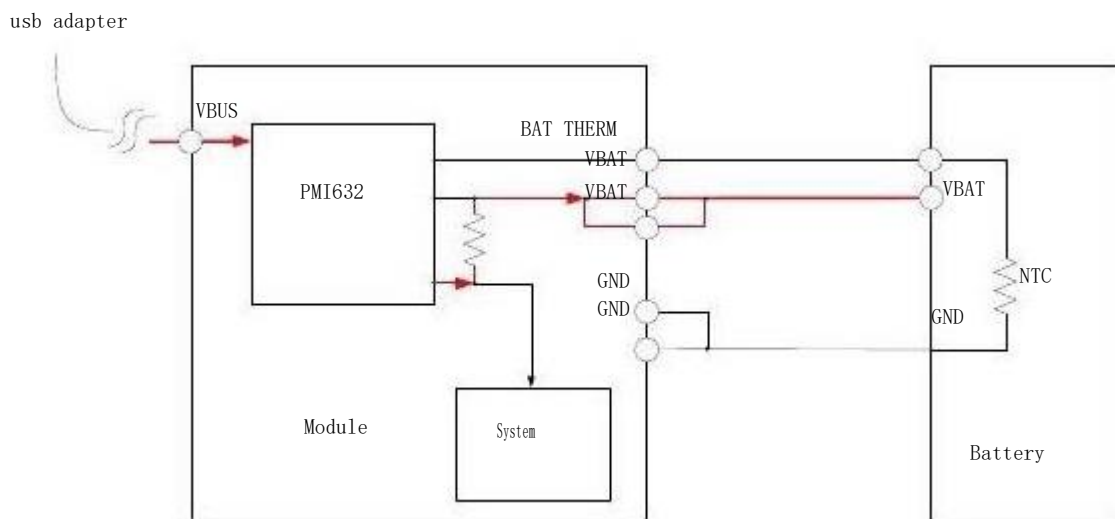 usb adapter
VBUS
BAT THERM
VBAT
PMI632
VBAT
VBAT
GND
NTC
GND
GND
Module
System
Battery